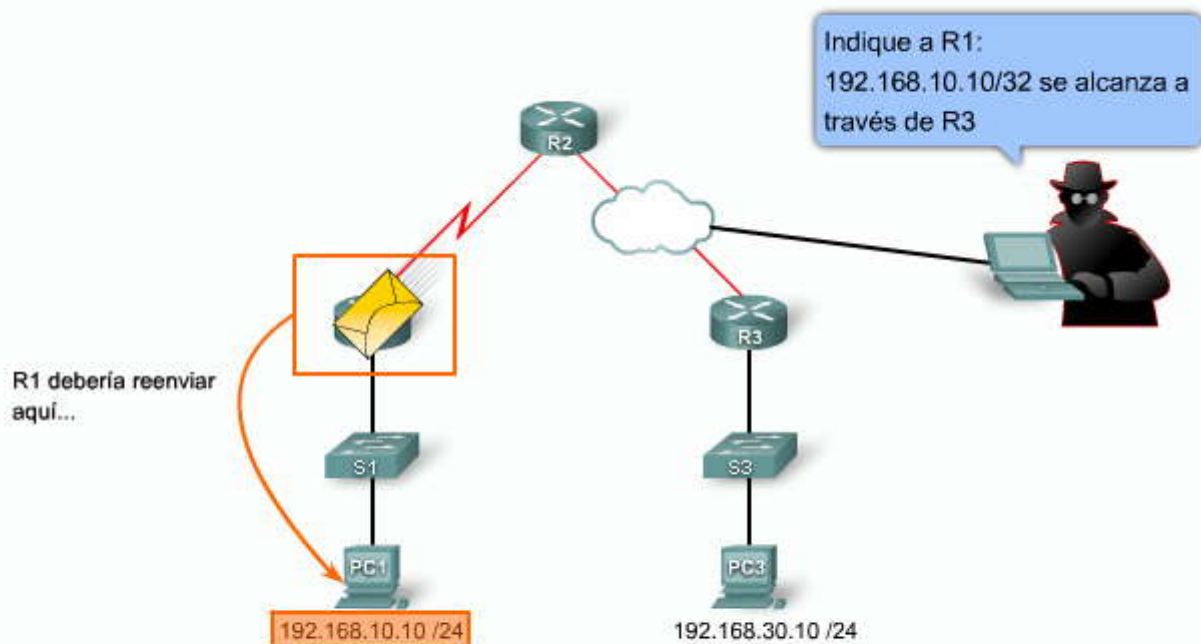 Indique a R1:
192.168.10.10/32 se alcanza a
través de R3
R2
R3
R1 debería reenviar
aquí...
S1
S3
PC1
PC3
192.168.10.10 /24
192.168.30.10 /24